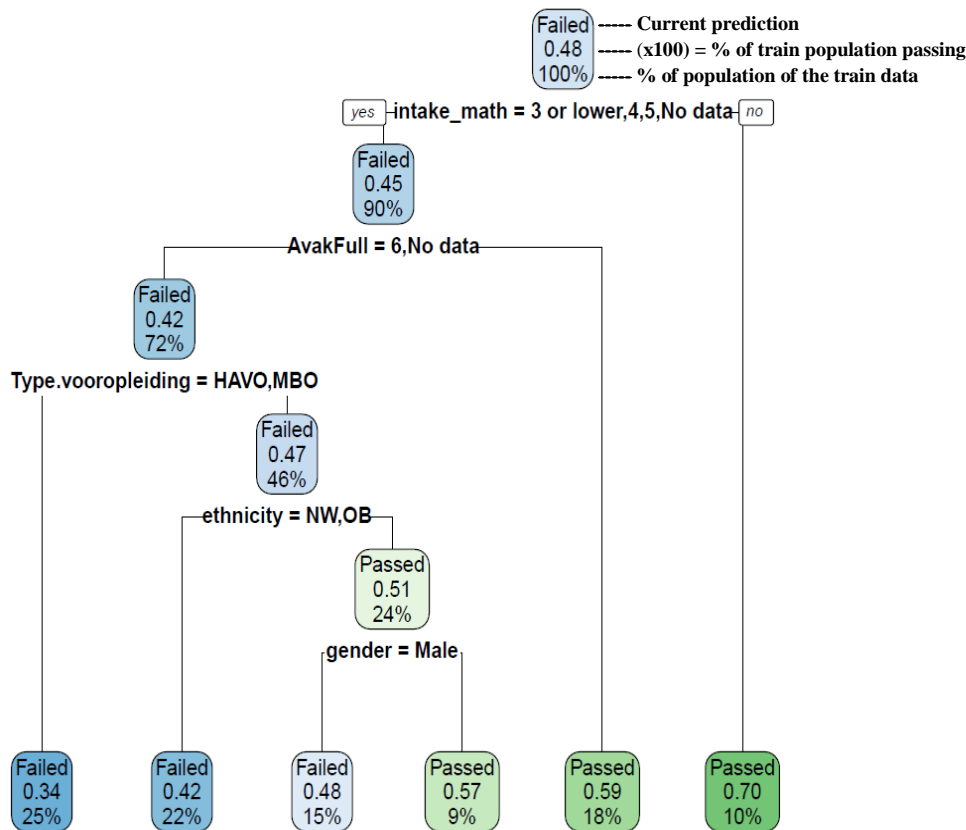 Failed ----- Current prediction
0.48 ----- (x100) = % of train population passing
100% ----- % of population of the train data
yes intake_math = 3 or lower,4,5,No data no
Failed
0.45
90%
AvakFull = 6,No data
Failed
0.42
72%
Type.vooropleiding = HAVO,MBO
Failed
0.47
46%
ethnicity = NW,OB
Passed
0.51
24%
gender = Male
Failed Failed Failed Passed Passed Passed
0.34 0.42 0.48 0.57 0.59 0.70
25% 22% 15% 9% 18% 10%